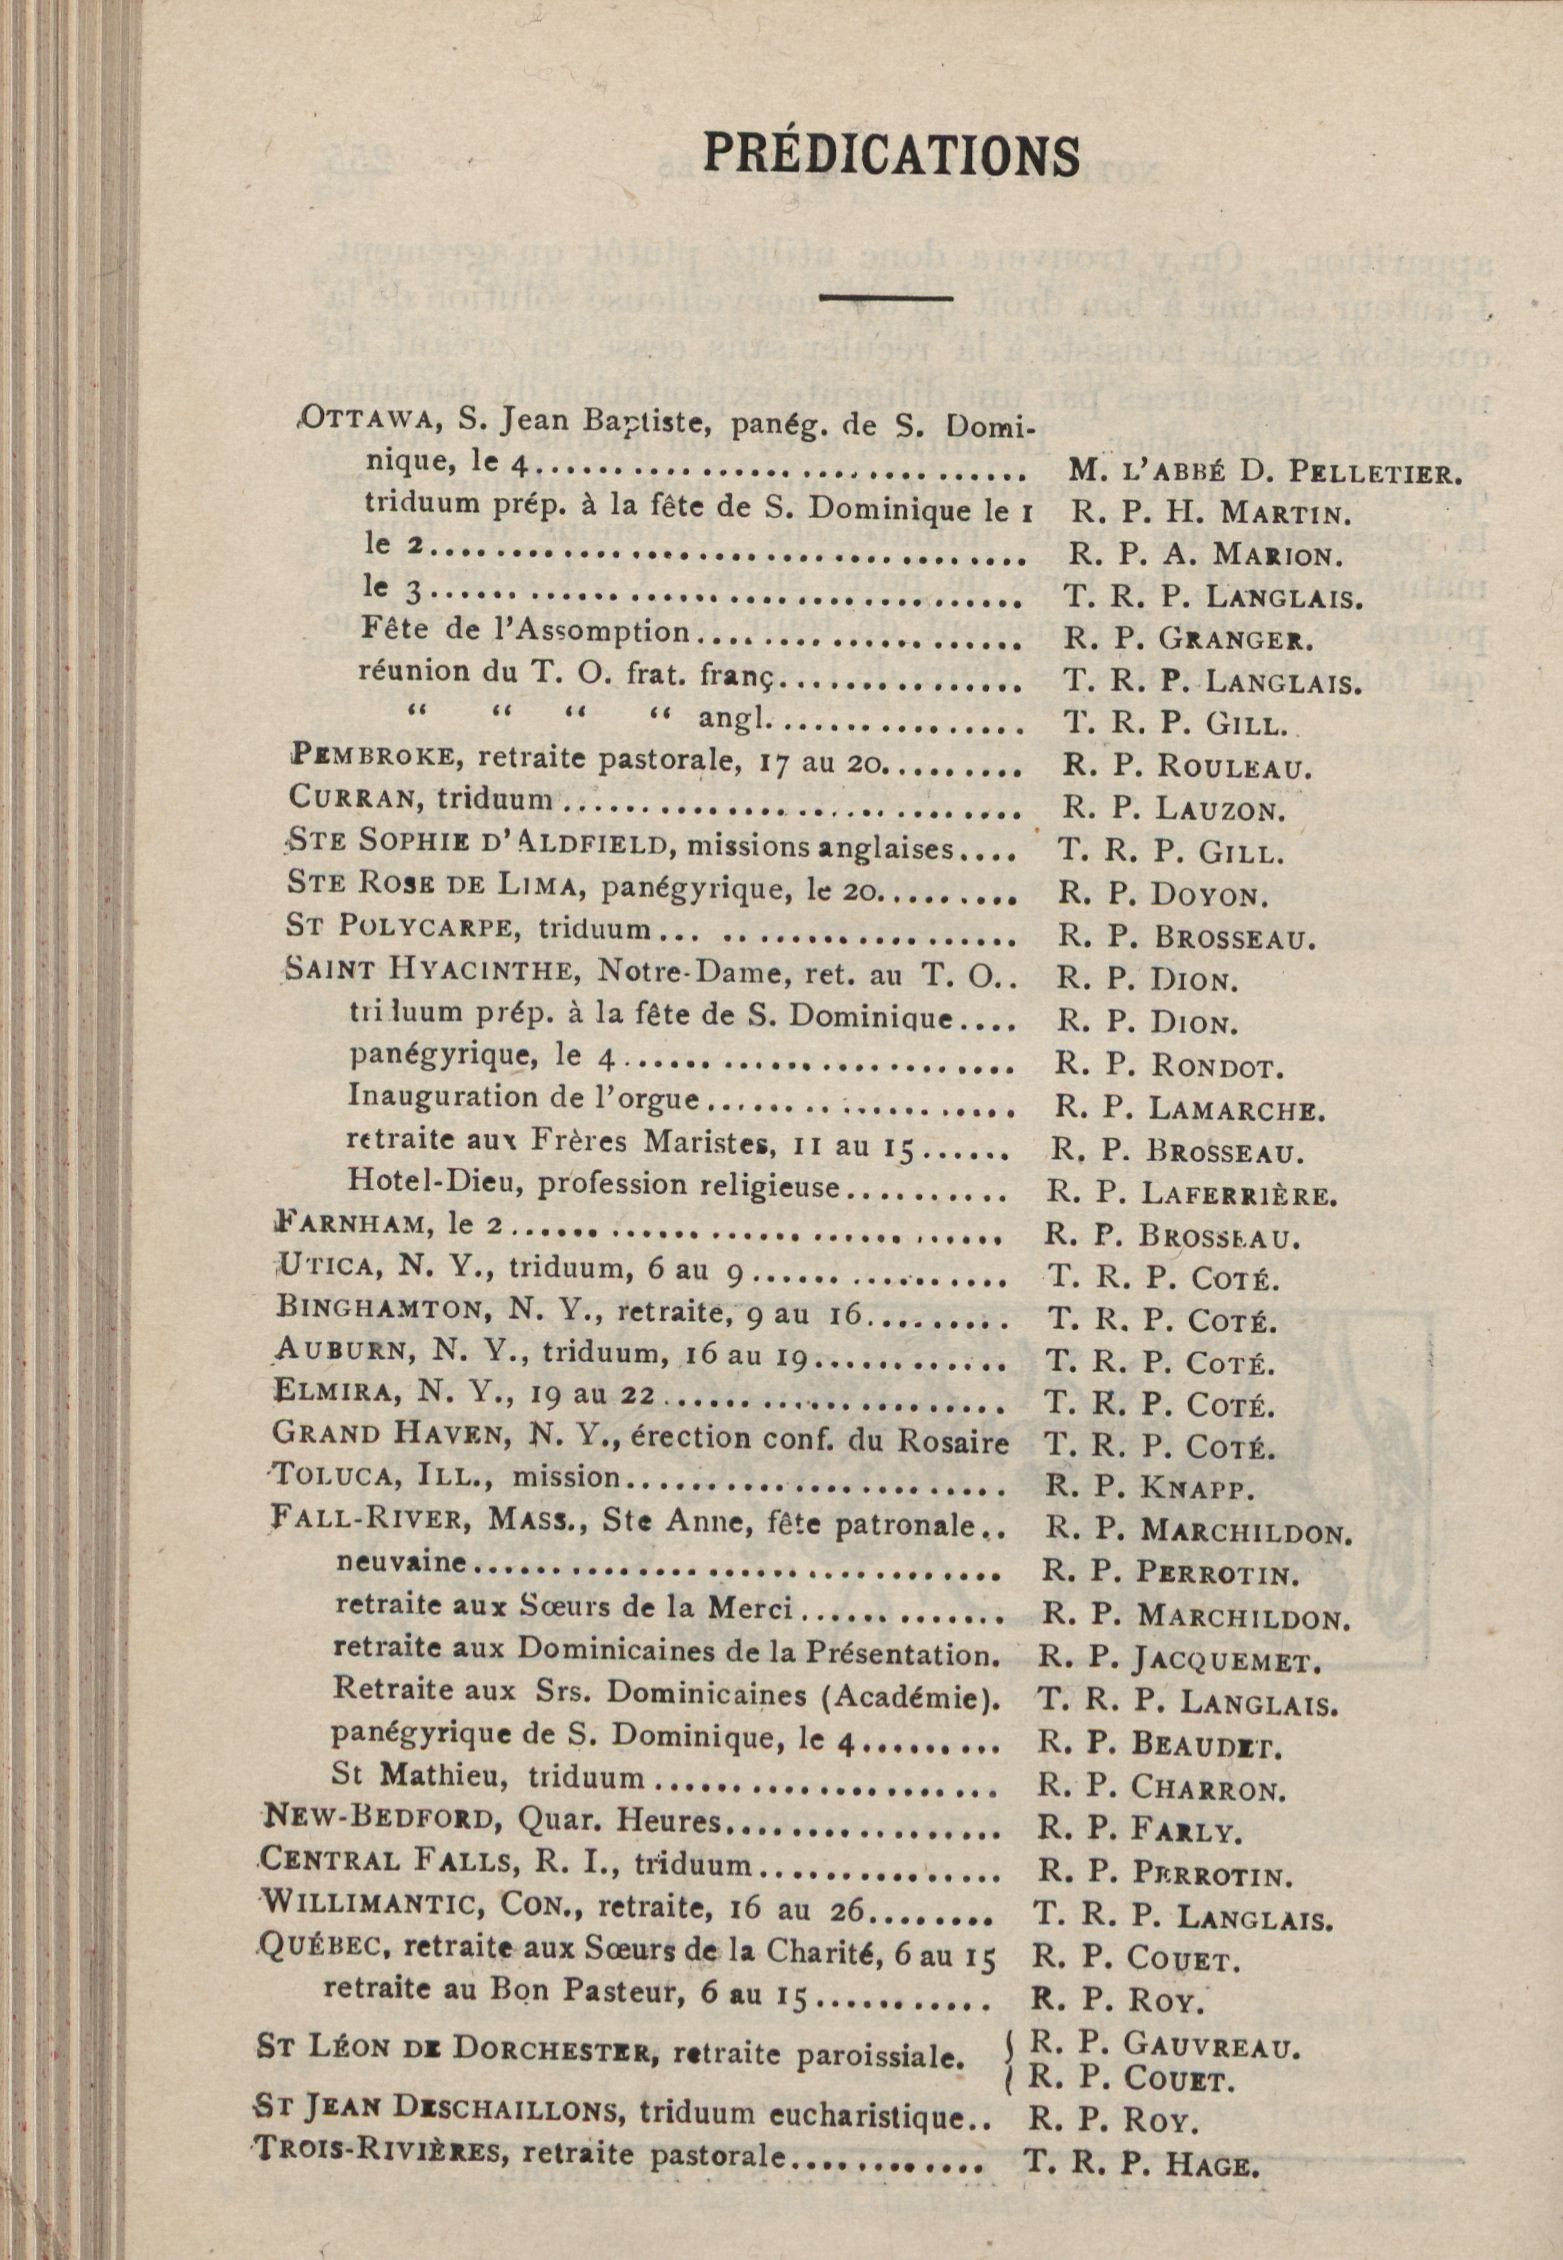 PRÉDICATIONS
OTTAWA, S. Jean Baptiste, panég. de S. Domi-
nique, le 4.............................. M. L'ABBÉ D. PELLETIER.
triduum prép. à la fête de S. Dominique le 1 R. P. H. MARTIN.
le 2.................................... R. P. A. MARION.
le 3.................................... T. R. P. LANGLAIS.
Fête de l'Assomption.................... R. P. GRANGER.
réunion du T. O. frat. franç............... T. R. P. LANGLAIS.
“ “ “ “ angl................. T. R. P. GILL.
PEMBROKE, retraite pastorale, 17 au 20......... R. P. ROULEAU.
CURRAN, triduum............................ R. P. LAUZON.
STE SOPHIE D'ALDFIELD, missions anglaises.... T. R. P. GILL.
STE ROSE DE LIMA, panégyrique, le 20......... R. P. DOYON.
ST POLYCARPE, triduum... .................. R. P. BROSSEAU.
SAINT HYACINTHE, Notre-Dame, ret. au T. O.. R. P. DION.
triduum prép. à la fête de S. Dominique.... R. P. DION.
panégyrique, le 4........................ R. P. RONDOT.
Inauguration de l'orgue................... R. P. LAMARCHE.
retraite aux Frères Maristes, 11 au 15...... R. P. BROSSEAU.
Hotel-Dieu, profession religieuse.......... R. P. LAFERRIÈRE.
FARNHAM, le 2.............................. R. P. BROSSEAU.
UTICA, N. Y., triduum, 6 au 9................ T. R. P. COTÉ.
BINGHAMTON, N. Y., retraite, 9 au 16......... T. R. P. COTÉ.
AUBURN, N. Y., triduum, 16 au 19............ T. R. P. COTÉ.
ELMIRA, N. Y., 19 au 22..................... T. R. P. COTÉ.
GRAND HAVEN, N. Y., érection conf. du Rosaire T. R. P. COTÉ.
TOLUCA, ILL., mission....................... R. P. KNAPP.
FALL-RIVER, MASS., Ste Anne, fête patronale.. R. P. MARCHILDON.
neuvaine................................ R. P. PERROTIN.
retraite aux Sœurs de la Merci............. R. P. MARCHILDON.
retraite aux Dominicaines de la Présentation. R. P. JACQUEMET.
Retraite aux Srs. Dominicaines (Académie). T. R. P. LANGLAIS.
panégyrique de S. Dominique, le 4......... R. P. BEAUDET.
St Mathieu, triduum..................... R. P. CHARRON.
NEW-BEDFORD, Quar. Heures................. R. P. FARLY.
CENTRAL FALLS, R. I., triduum............... R. P. PERROTIN.
WILLIMANTIC, CON., retraite, 16 au 26........ T. R. P. LANGLAIS.
QUÉBEC, retraite aux Sœurs de la Charité, 6 au 15 R. P. COUET.
retraite au Bon Pasteur, 6 au 15........... R. P. ROY.
ST LÉON DE DORCHESTER, retraite paroissiale. { R. P. GAUVREAU.
{ R. P. COUET.
ST JEAN DESCHAILLONS, triduum eucharistique.. R. P. ROY.
TROIS-RIVIÈRES, retraite pastorale............ T. R. P. HAGE.